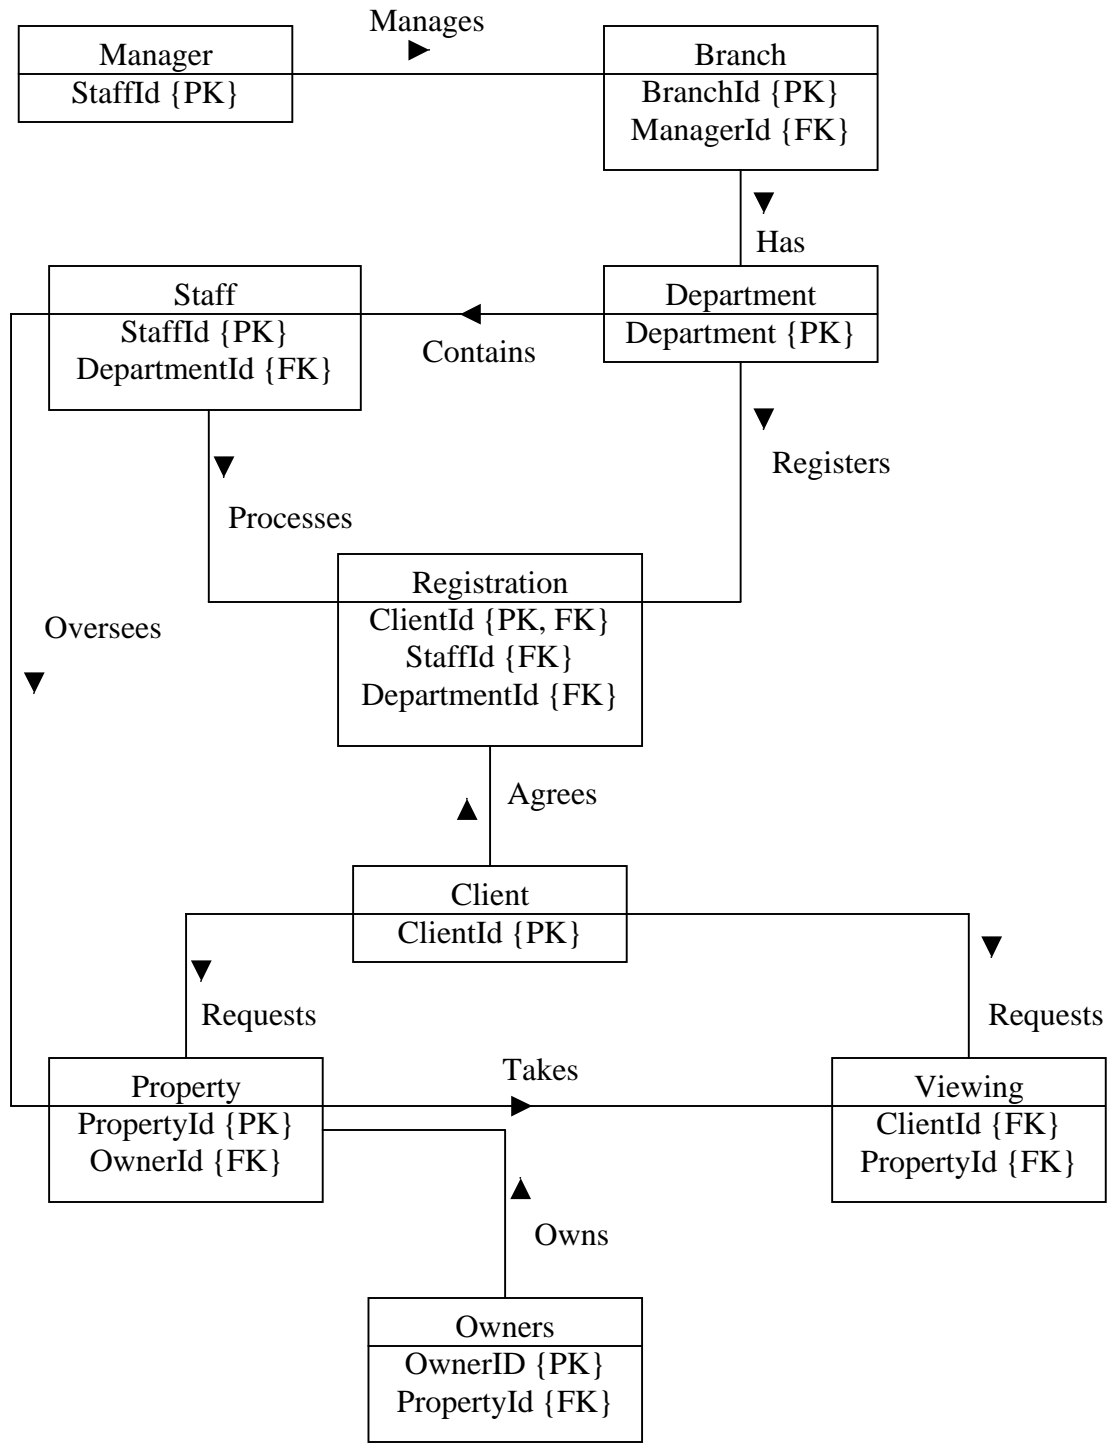 Manages
Manager
StaffId {PK}
Branch
BranchId {PK}
ManagerId {FK}
Has
Staff
StaffId {PK}
DepartmentId {FK}
Contains
Department
Department {PK}
Registers
Processes
Oversees
Registration
ClientId {PK, FK}
StaffId {FK}
DepartmentId {FK}
Agrees
Client
ClientId {PK}
Requests
Requests
Property
PropertyId {PK}
OwnerId {FK}
Takes
Viewing
ClientId {FK}
PropertyId {FK}
Owns
Owners
OwnerID {PK}
PropertyId {FK}